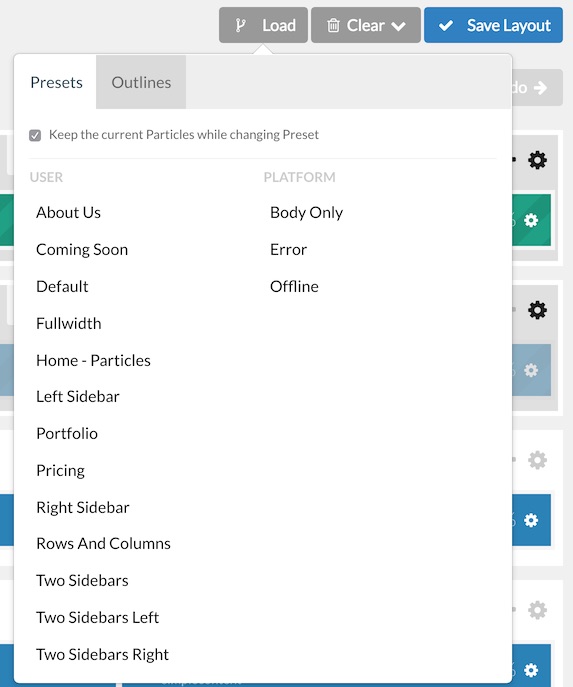 Load
Clear
Save Layout
Presets
Outlines
do
Keep the current Particles while changing Preset
USER
PLATFORM
About Us
Body Only
Coming Soon
Error
Default
Offline
Fullwidth
Home - Particles
Left Sidebar
Portfolio
Pricing
Right Sidebar
Rows And Columns
Two Sidebars
Two Sidebars Left
Two Sidebars Right